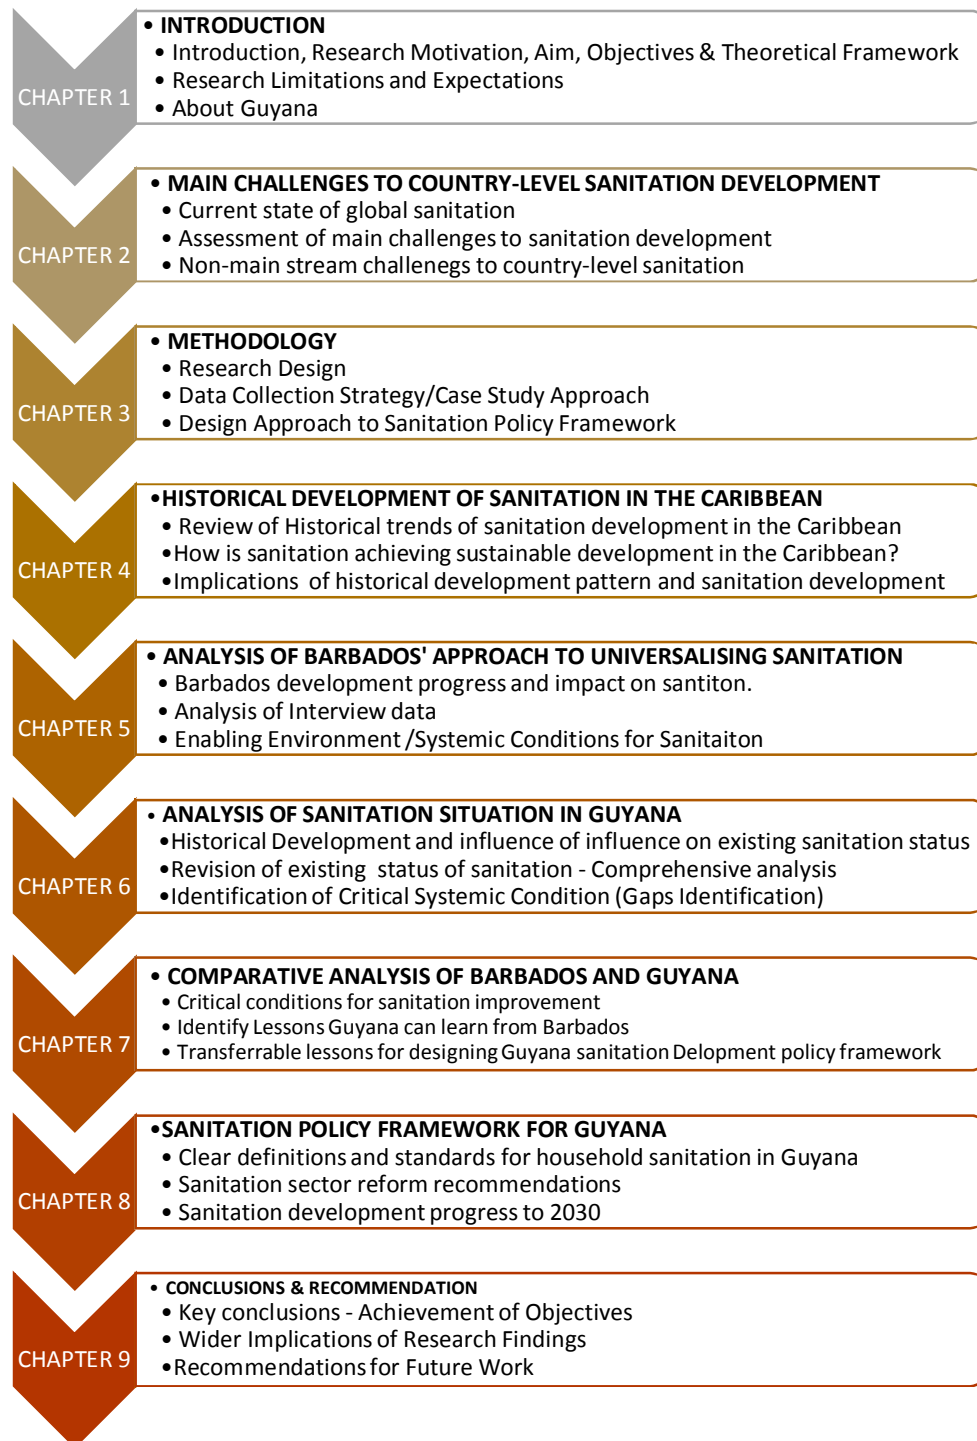 CHAPTER 1
• INTRODUCTION
• Introduction, Research Motivation, Aim, Objectives & Theoretical Framework
• Research Limitations and Expectations
• About Guyana
CHAPTER 2
• MAIN CHALLENGES TO COUNTRY-LEVEL SANITATION DEVELOPMENT
• Current state of global sanitation
• Assessment of main challenges to sanitation development
• Non-main stream challenegs to country-level sanitation
CHAPTER 3
• METHODOLOGY
• Research Design
• Data Collection Strategy/Case Study Approach
• Design Approach to Sanitation Policy Framework
CHAPTER 4
•HISTORICAL DEVELOPMENT OF SANITATION IN THE CARIBBEAN
• Review of Historical trends of sanitation development in the Caribbean
•How is sanitation achieving sustainable development in the Caribbean?
•Implications of historical development pattern and sanitation development
CHAPTER 5
• ANALYSIS OF BARBADOS' APPROACH TO UNIVERSALISING SANITATION
• Barbados development progress and impact on santiton.
• Analysis of Interview data
• Enabling Environment/Systemic Conditions for Sanitaiton
CHAPTER 6
• ANALYSIS OF SANITATION SITUATION IN GUYANA
•Historical Development and influence of influence on existing sanitation status
•Revision of existing status of sanitation - Comprehensive analysis
•Identification of Critical Systemic Condition (Gaps Identification)
CHAPTER 7
• COMPARATIVE ANALYSIS OF BARBADOS AND GUYANA
• Critical conditions for sanitation improvement
• Identify Lessons Guyana can learn from Barbados
• Transferrable lessons for designing Guyana sanitation Delopment policy framework
CHAPTER 8
•SANITATION POLICY FRAMEWORK FOR GUYANA
• Clear definitions and standards for household sanitation in Guyana
• Sanitation sector reform recommendations
• Sanitation development progress to 2030
CHAPTER 9
• CONCLUSIONS & RECOMMENDATION
• Key conclusions - Achievement of Objectives
• Wider Implications of Research Findings
•Recommendations for Future Work